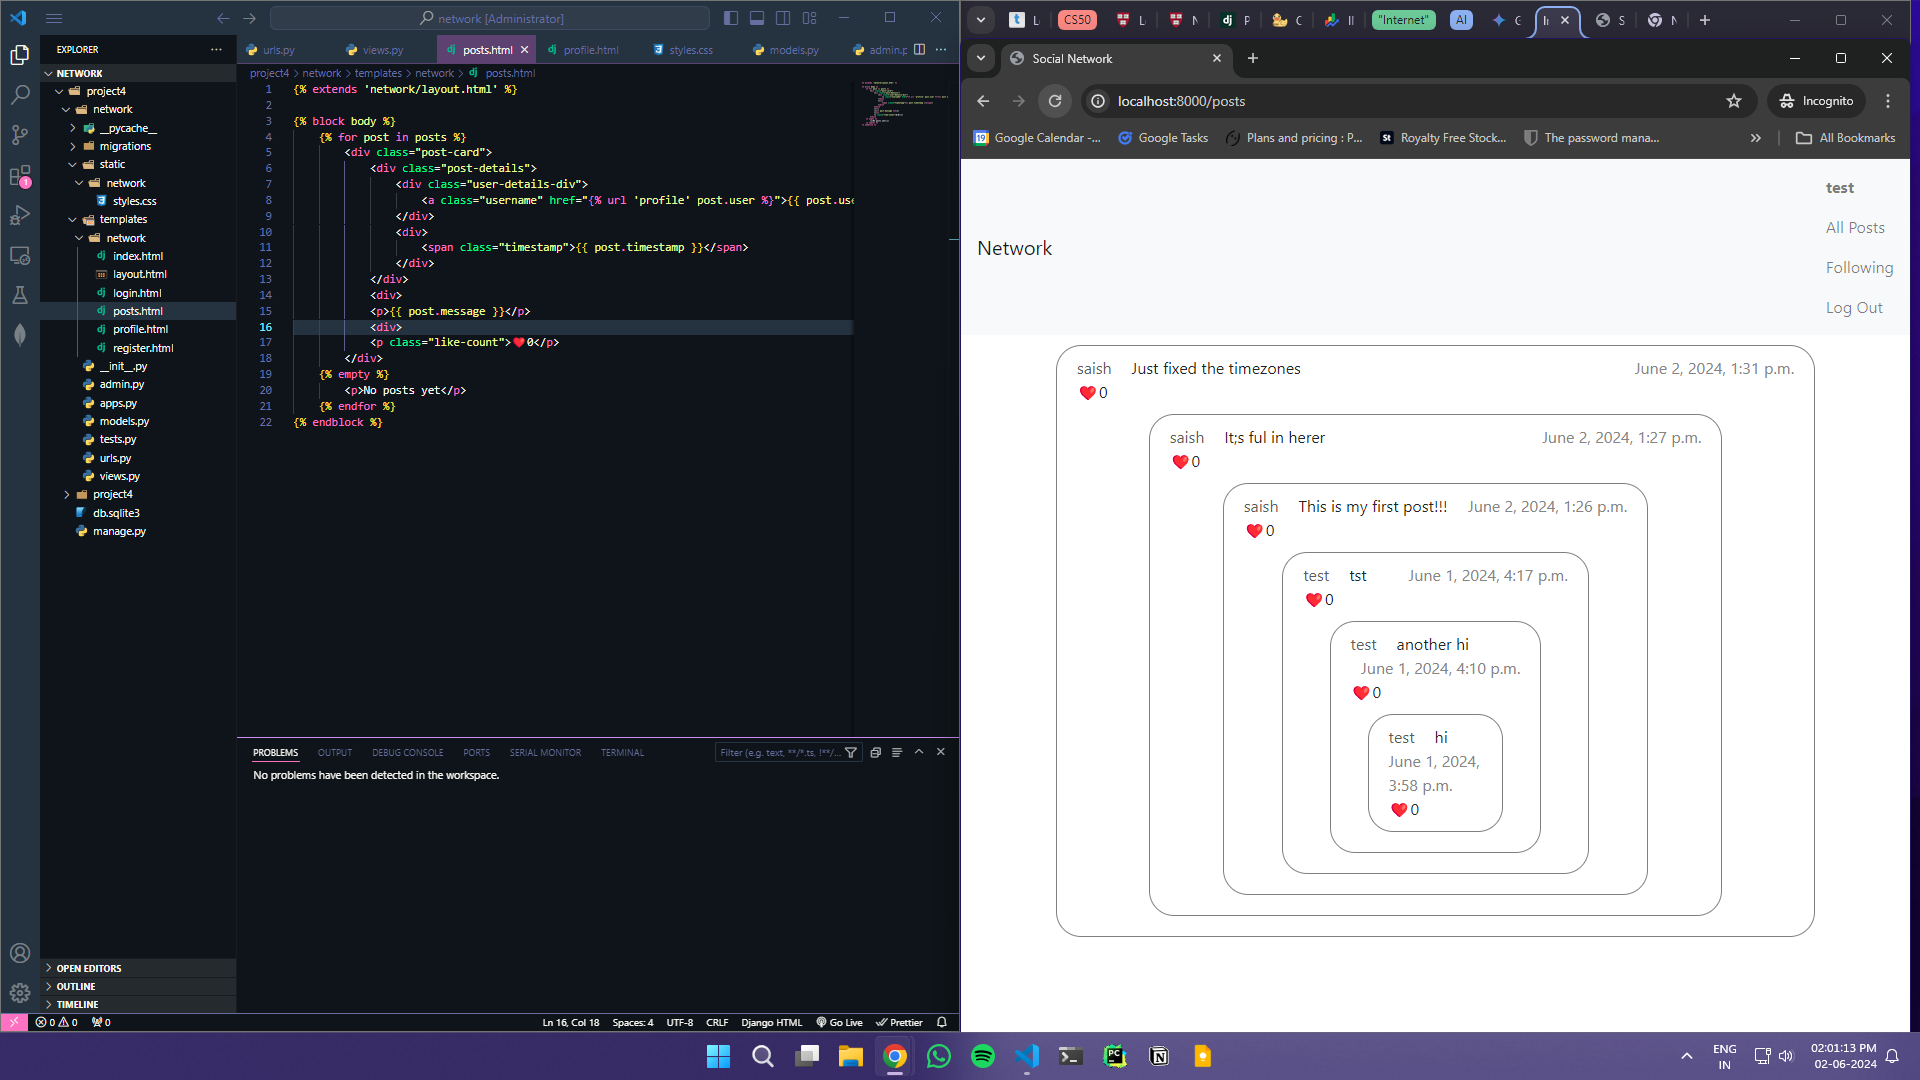 network [Administrator]
EXPLORER
NETWORK
project4
network
__pycache__
migrations
static
network
styles.css
templates
network
index.html
layout.html
login.html
posts.html
profile.html
register.html
__init__.py
admin.py
apps.py
models.py
tests.py
urls.py
views.py
project4
db.sqlite3
manage.py
OPEN EDITORS
OUTLINE
TIMELINE
1
urls.py views.py posts.html profile.html styles.css models.py admin.p
project4 > network > templates > network > posts.html
1 {% extends 'network/layout.html' %}
2
3 {% block body %}
4 {% for post in posts %}
5 <div class="post-card">
6 <div class="post-details">
7 <div class="user-details-div">
8 <a class="username" href="{% url 'profile' post.user %}">{{ post.use
9 </div>
10 <div>
11 <span class="timestamp">{{ post.timestamp }}</span>
12 </div>
13 </div>
14 <div>
15 <p>{{ post.message }}</p>
16 <div>
17 <p class="like-count">❤️0</p>
18 </div>
19 {% empty %}
20 <p>No posts yet</p>
21 {% endfor %}
22 {% endblock %}
PROBLEMS OUTPUT DEBUG CONSOLE PORTS SERIAL MONITOR TERMINAL
Filter (e.g. text, **/*.ts, !**/...
No problems have been detected in the workspace.
0 0 0
Ln 16, Col 18 Spaces: 4 UTF-8 CRLF Django HTML Go Live Prettier
CS50 "Internet" AI
Social Network
localhost:8000/posts
Incognito
Google Calendar -... Google Tasks Plans and pricing : P... Royalty Free Stock... The password mana... All Bookmarks
Network
test
All Posts
Following
Log Out
saish Just fixed the timezones June 2, 2024, 1:31 p.m.
❤️0
saish It;s ful in herer June 2, 2024, 1:27 p.m.
❤️0
saish This is my first post!!! June 2, 2024, 1:26 p.m.
❤️0
test tst June 1, 2024, 4:17 p.m.
❤️0
test another hi
June 1, 2024, 4:10 p.m.
❤️0
test hi
June 1, 2024,
3:58 p.m.
❤️0
ENG
IN
02:01:13 PM
02-06-2024